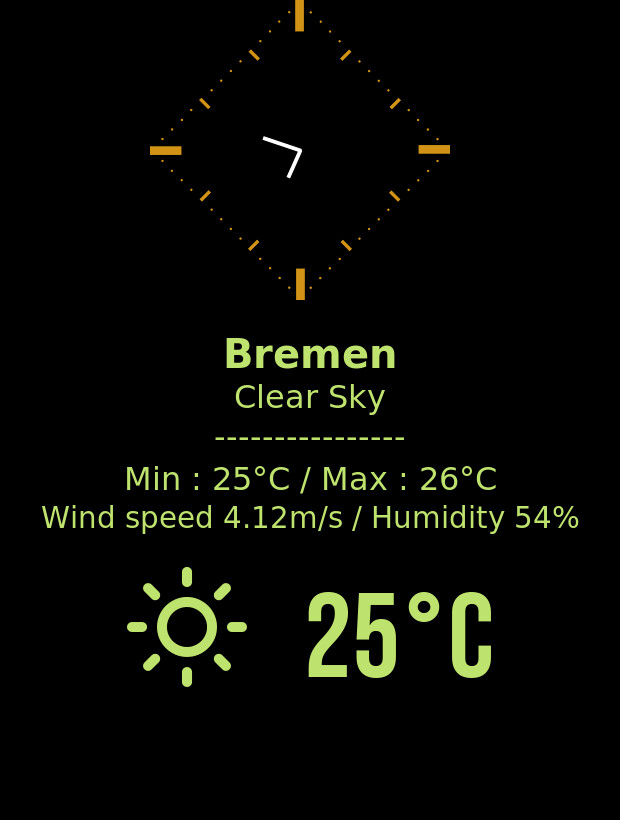 Bremen
Clear Sky
----------------
Min : 25°C / Max : 26°C
Wind speed 4.12m/s / Humidity 54%
25°C